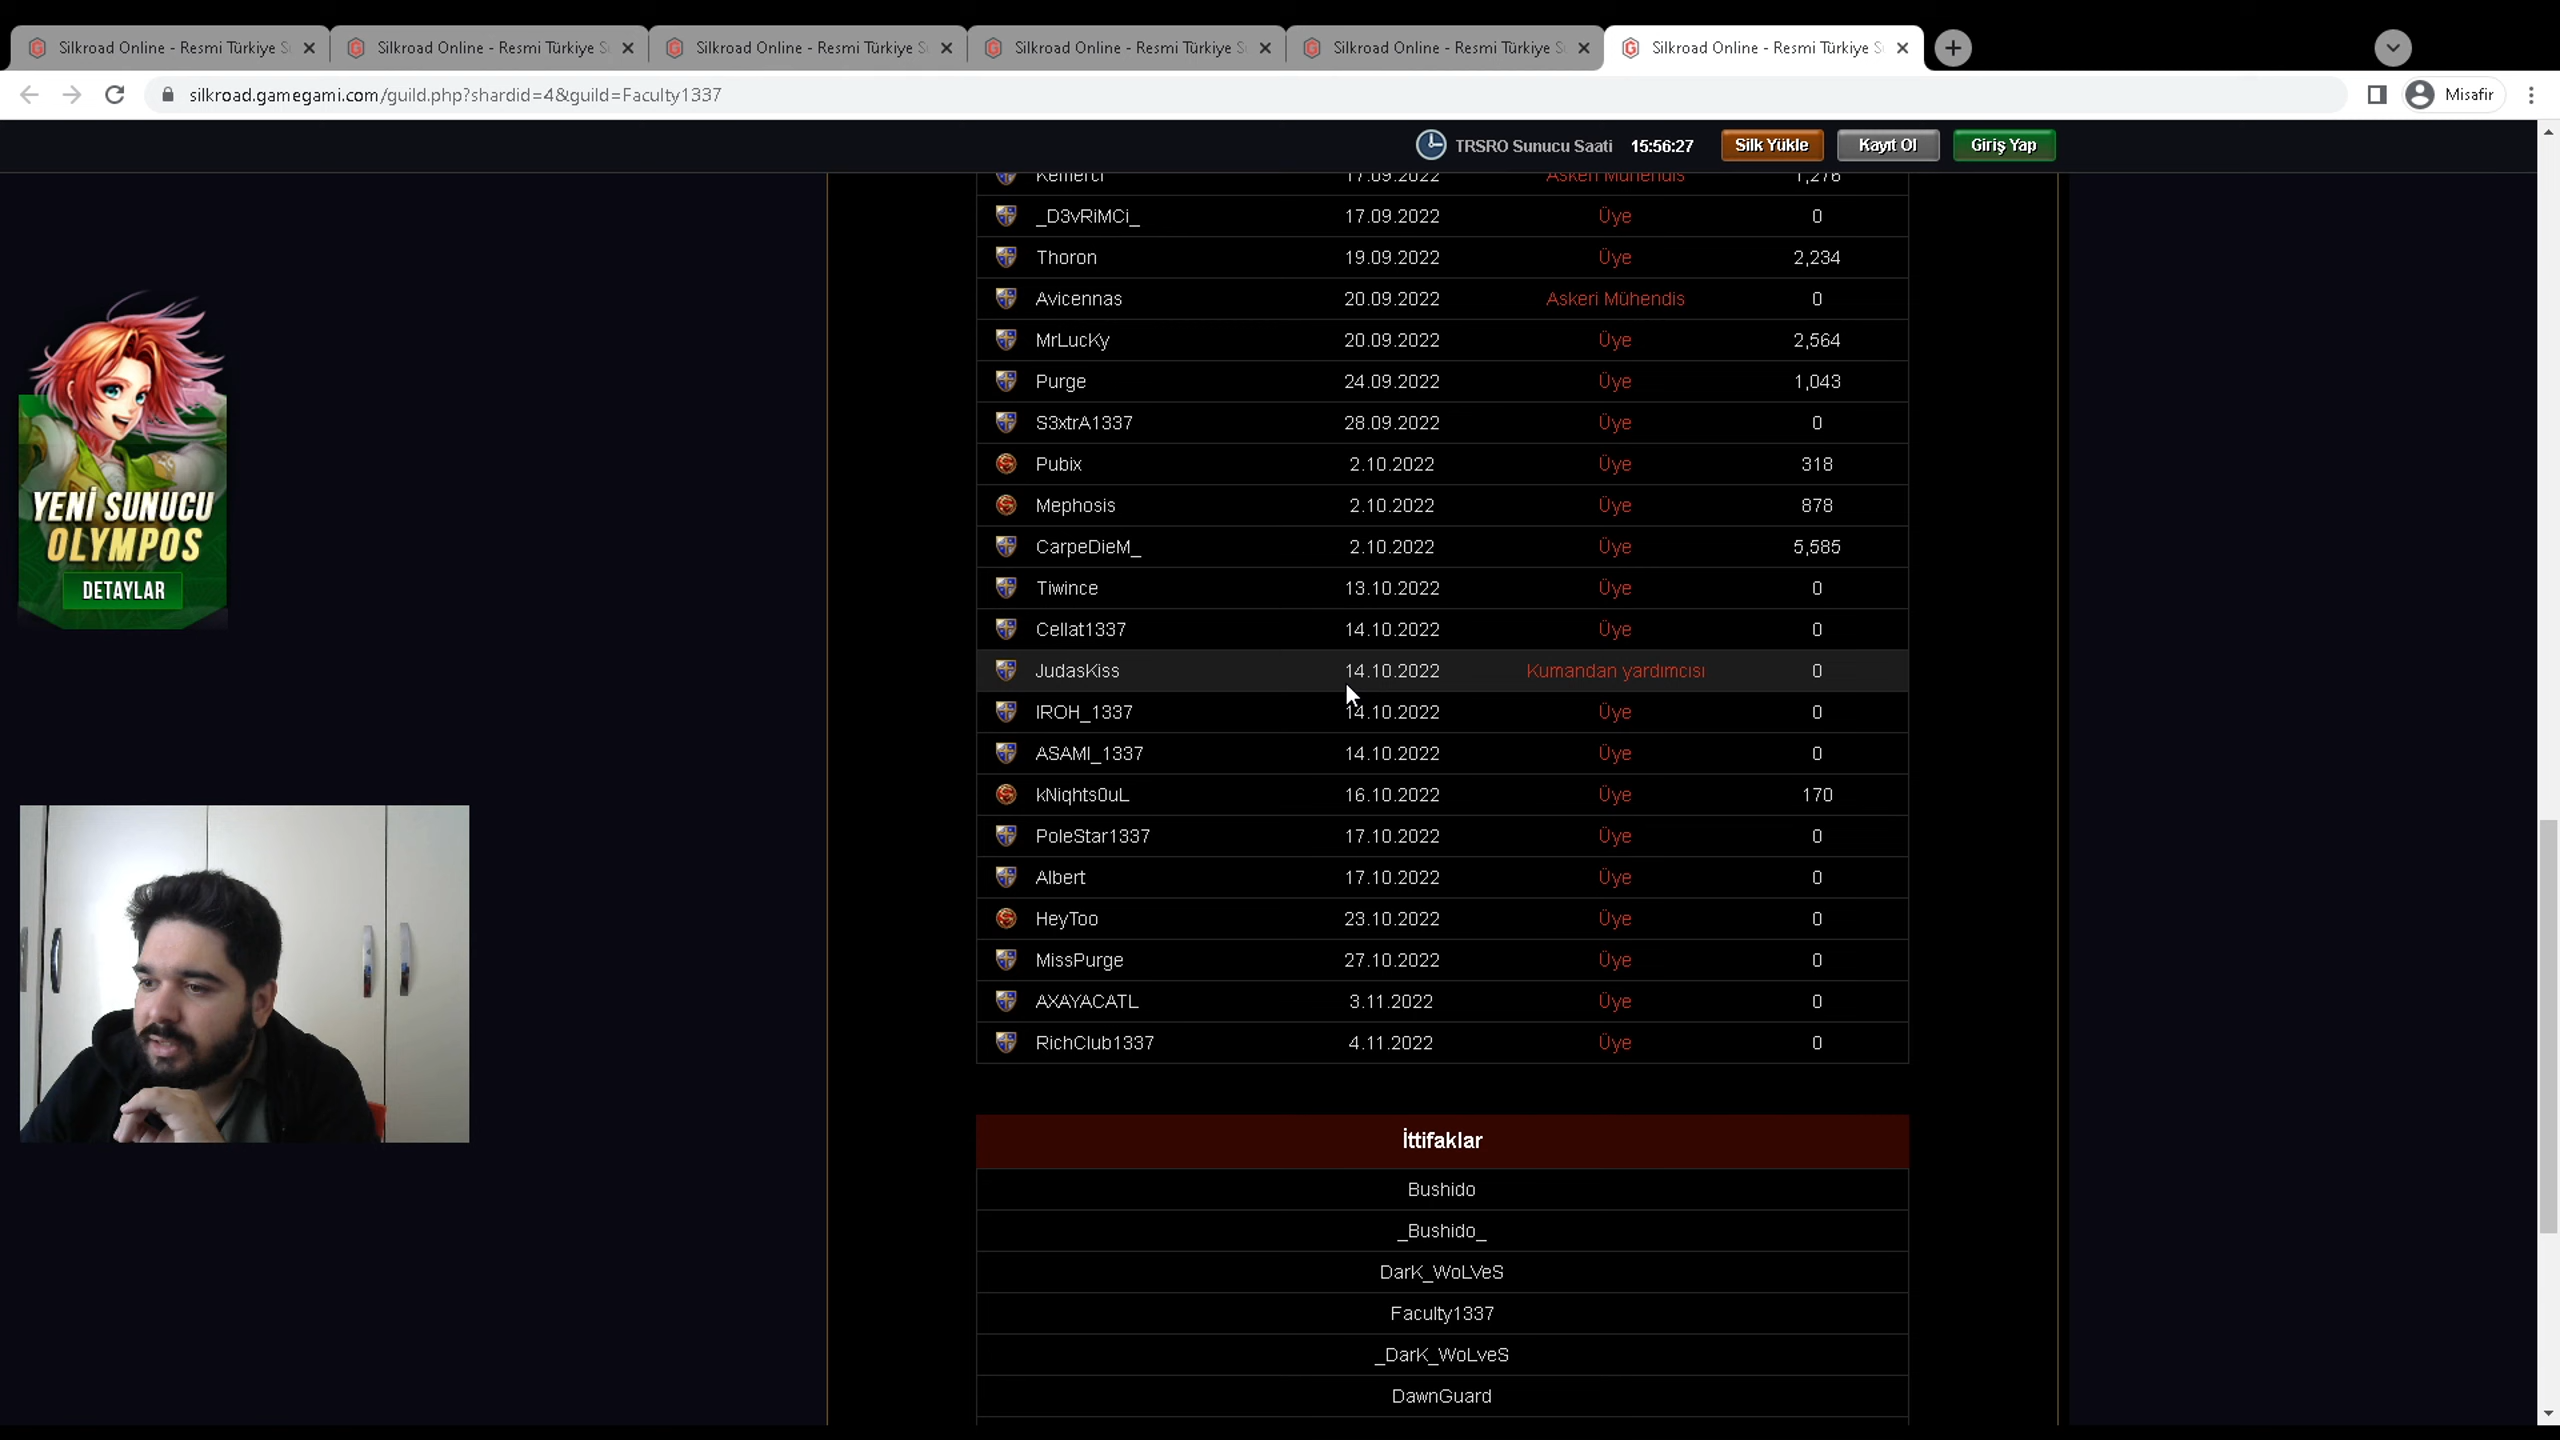 Silkroad Online - Resmi Türkiye S
Silkroad Online - Resmi Türkiye S
Silkroad Online - Resmi Türkiye S
Silkroad Online - Resmi Türkiye S
Silkroad Online - Resmi Türkiye S
Silkroad Online - Resmi Türkiye S
silkroad.gamegami.com/guild.php?shardid=4&guild=Faculty1337
Misafir
TRSRO Sunucu Saati 15:56:27 Silk Yükle Kayıt Ol Giriş Yap
Kemerci 17.09.2022 Askeri Mühendis 1,276
_D3vRiMCi_ 17.09.2022 Üye 0
Thoron 19.09.2022 Üye 2,234
Avicennas 20.09.2022 Askeri Mühendis 0
MrLucKy 20.09.2022 Üye 2,564
Purge 24.09.2022 Üye 1,043
S3xtrA1337 28.09.2022 Üye 0
Pubix 2.10.2022 Üye 318
Mephosis 2.10.2022 Üye 878
CarpeDieM_ 2.10.2022 Üye 5,585
Tiwince 13.10.2022 Üye 0
Cellat1337 14.10.2022 Üye 0
JudasKiss 14.10.2022 Kumandan yardımcısı 0
IROH_1337 14.10.2022 Üye 0
ASAMI_1337 14.10.2022 Üye 0
kNiqhts0uL 16.10.2022 Üye 170
PoleStar1337 17.10.2022 Üye 0
Albert 17.10.2022 Üye 0
HeyToo 23.10.2022 Üye 0
MissPurge 27.10.2022 Üye 0
AXAYACATL 3.11.2022 Üye 0
RichClub1337 4.11.2022 Üye 0
İttifaklar
Bushido
_Bushido_
DarK_WoLVeS
Faculty1337
_DarK_WoLveS
DawnGuard
YENİ SUNUCU
OLYMPOS
DETAYLAR